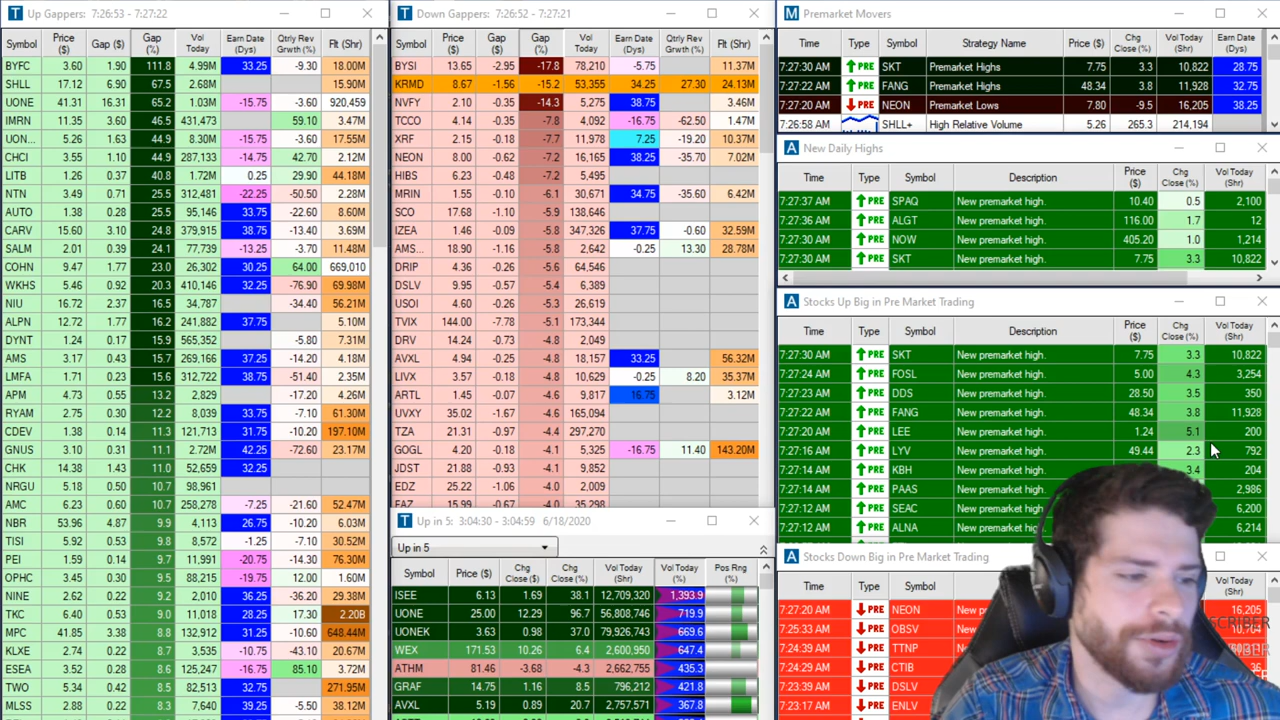 Up Gappers: 7:26:53 - 7:27:22
Symbol Price ($) Gap ($) Gap (%) Vol Today Earn Date (Dys) Qtrly Rev Grwth (%) Flt (Shr)
BYFC 3.60 1.90 111.8 4.99M 33.25 -9.30 18.00M
SHLL 17.12 6.90 67.5 2.68M 15.90M
UONE 41.31 16.31 65.2 1.03M -15.75 -3.60 920,459
IMRN 11.35 3.60 46.5 4.73M 59.10 3.47M
UON... 5.26 1.63 44.9 8.30M -15.75 -3.60 17.55M
CHCI 3.55 1.10 44.9 287,133 -14.75 42.70 2.12M
LITB 1.00 0.37 40.8 1.72M 0.25 29.90 44.18M
NTN 3.49 0.71 25.5 312,481 -22.25 -50.50 2.28M
AUTO 1.38 0.28 25.5 95,146 33.75 -22.60 8.60M
CARV 15.0 24.8 38.75 -13.40 3.69M
SALM 24.1 -13.25 -3.70 11.48M
COHN 9.47 1.77 23.0 26,302 30.25 64.00 669,010
WKHS 5.46 0.92 20.3 410,146 32.25 -76.90 69.98M
NIU 16.72 2.33 16.2 34,787 -34.40 56.21M
ALPN 12.72 1.77 16.2 241,882 37.75 5.10M
DYNT 1.24 0.17 15.9 565,352 -5.80 7.31M
AMS 3.17 0.43 15.7 269,166 37.25 -14.20 4.18M
LMFA 1.71 0.23 15.6 38.75 -51.40 2.35M
APM 4.73 0.55 13.2 229 -17.20 4.26M
RYAM 2.75 0.30 12.2 8,039 33.75 -7.10 61.30M
CDEV 1.38 0.14 11.3 31.75 -10.20 197.10M
GNUS 11.1 42.25 -72.60 23.17M
CHK 14.38 1.43 11.0 52,659 32.25
NRGU 5.18 0.50 10.7 3,961
AMC 10.7 -7.25 -21.60 52.47M
NBR 53.96 4.87 9.9 5,113 26.75 -10.20 6.03M
TISI 9.8 -1.25 -7.10 30.52M
PEI 9.7 -20.75 -14.30 76.30M
OPHC 3.45 0.30 9.5 88,215 -19.75 12.00 1.60M
NINE 2.62 0.22 9.2 2,010 36.25 -36.20 29.38M
TKC 6.40 0.53 9.0 11,018 28.25 17.30 2.20B
MPC 41.85 3.38 8.8 132,912 31.25 -10.60 648.44M
KLXE 8.7 -10.75 -43.10 20.67M
ESEA 8.6 -16.75 85.10 3.72M
TWO 8.5 82,513 32.75 271.95M
MLSS 8.3 39.25 -5.50 38.12M
Down Gappers: 7:26:52 - 7:27:21
Symbol Price ($) Gap ($) Gap (%) Vol Today Earn Date (Dys) Qtrly Rev Grwth (%) Flt (Shr)
BYSI 13.65 -2.95 -17.8 78,210 -5.75 11.37M
KRMD 8.67 -1.56 -15.2 53,355 34.25 27.30 24.13M
NVFY 2.10 -0.35 -14.3 5,275 38.75 3.46M
TCCO 4.14 -0.35 -7.8 4,092 -16.75 -62.50 1.47M
XRF 2.15 -0.18 -7.7 11,978 7.25 -19.20 10.37M
NEON 8.00 -0.62 -7.2 16,165 38.25 -35.70 7.02M
HIBS 6.23 -0.48 -7.2 5,495
MRIN 1.55 -0.10 -6.1 30,671 34.75 -35.60 6.42M
SCO 17.68 -1.10 -5.9 138,646
IZEA 1.46 -0.09 -5.8 347,326 37.75 -0.60 32.59M
AMS... 18.90 -1.16 -5.8 2,642 -0.25 13.30 28.78M
DRIP 4.36 -0.26 -5.6 64,546
DSLV 9.95 -0.57 -5.4 6,389
USOI 4.03 -0.22 -5.3 26,619
TVIX 144.00 -7.78 -5.1 173,344
DRV 14.24 -0.73 -4.8 2,049
AVXL 4.94 -0.25 -4.8 18,157 33.25 56.32M
LIVX 3.57 -0.18 -4.8 10,629 -0.25 8.20 35.37M
ARTL 1.45 -0.07 -4.6 9,817 16.75 3.12M
UVXY 35.02 -1.67 -4.6 165,094
TZA 21.31 -0.97 -4.4 297,270
GOGL 4.01 -0.18 -4.2 5,325 -16.75 11.40 143.20M
JDST 21.88 -0.93 -4.1 9,852
EDZ 25.22 -1.06 -4.0 2,009
FAZ 15.99 -0.67 -4.0 35,298
Up in 5: 3:04:30 - 3:04:59 6/18/2020
Up in 5
Symbol Price ($) Chg Close ($) Chg Close (%) Vol Today (Shr) Vol Today (%) Pos Rng (%)
ISEE 6.13 1.69 38.1 12,709,320 1,393.9
UONE 25.00 12.29 96.7 56,808,746 719.9
UONEK 3.63 0.98 37.0 79,926,743 669.6
WEX 171.53 10.26 6.4 2,600,950 647.4
ATHM 81.46 -3.68 -4.3 2,662,755 435.3
GRAF 14.75 1.16 8.5 796,212 421.8
AVXL 5.19 0.89 20.7 2,757,571 367.8
Premarket Movers
Time Type Symbol Strategy Name Price ($) Chg Close (%) Vol Today (Shr) Earn Date (Dys)
7:27:30 AM PRE SKT Premarket Highs 7.75 3.3 10,822 28.75
7:27:22 AM PRE FANG Premarket Highs 48.34 3.8 11,928 32.75
7:27:20 AM PRE NEON Premarket Lows 7.80 -9.5 16,205 38.25
7:26:58 AM SHLL+ High Relative Volume 5.26 265.3 214,194
New Daily Highs
Time Type Symbol Description Price ($) Chg Close (%) Vol Today (Shr)
7:27:37 AM PRE SPAQ New premarket high. 10.40 0.5 2,100
7:27:36 AM PRE ALGT New premarket high. 116.00 1.7 12
7:27:30 AM PRE NOW New premarket high. 405.20 1.0 1,214
7:27:30 AM PRE SKT New premarket high. 7.75 3.3 10,822
Stocks Up Big in Pre Market Trading
Time Type Symbol Description Price ($) Chg Close (%) Vol Today (Shr)
7:27:30 AM PRE SKT New premarket high. 7.75 3.3 10,822
7:27:24 AM PRE FOSL New premarket high. 5.00 4.3 3,254
7:27:23 AM PRE DDS New premarket high. 28.50 3.5 350
7:27:22 AM PRE FANG New premarket high. 48.34 3.8 11,928
7:27:20 AM PRE LEE New premarket high. 1.24 5.1 200
7:27:16 AM PRE LYV New premarket high. 49.44 2.3 792
7:27:14 AM PRE KBH New premarket high. 3.4 204
7:27:14 AM PRE PAAS New premarket high. 2,986
7:27:12 AM PRE SEAC New premarket high. 6,200
7:27:12 AM PRE ALNA New premarket high. 6,214
Stocks Down Big in Pre Market Trading
Time Type Symbol Vol Today (Shr)
7:27:20 AM PRE NEON New 16,205
7:25:33 AM PRE OBSV New 10,704
7:24:39 AM PRE TTNP New
7:24:29 AM PRE CTIB New
7:23:39 AM PRE DSLV New
7:23:17 AM PRE ENLV New